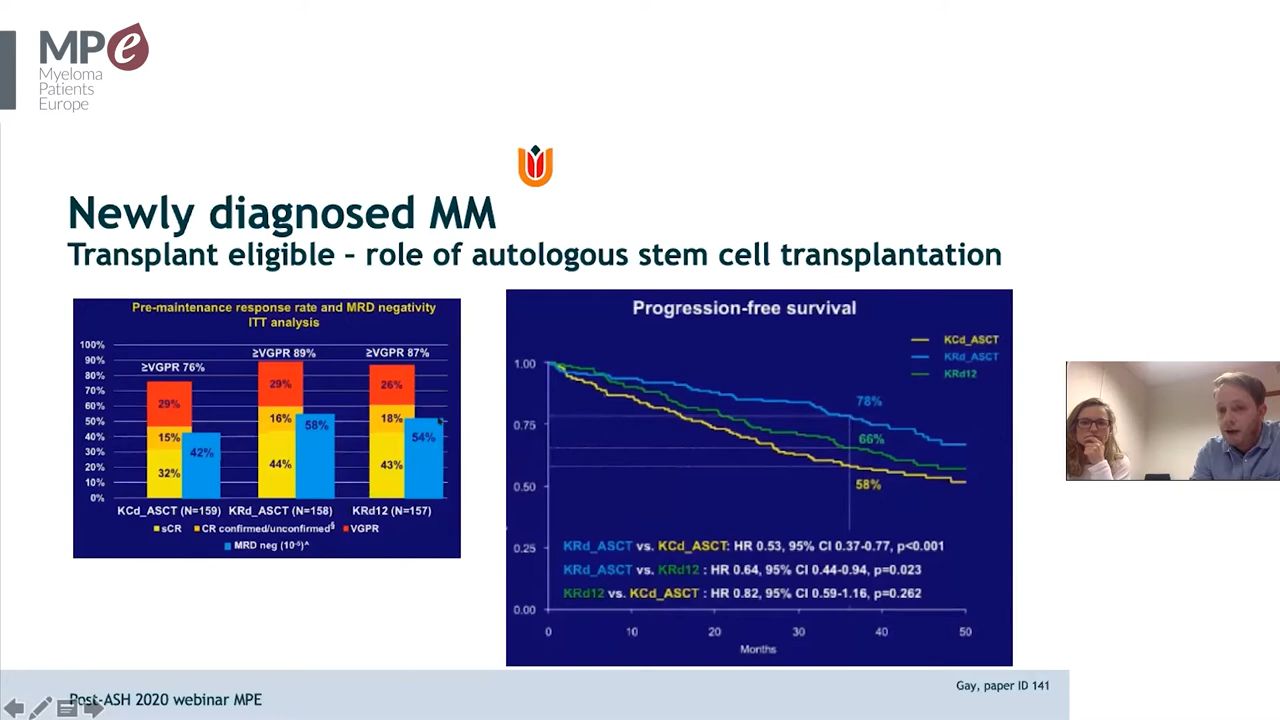 MPe
Myeloma
Patients
Europe
Newly diagnosed MM
Transplant eligible – role of autologous stem cell transplantation
Pre-maintenance response rate and MRD negativity
ITT analysis
100%
90%
80%
70%
60%
50%
40%
30%
20%
10%
0%
≥VGPR 76%
≥VGPR 89%
≥VGPR 87%
29%
15%
32%
42%
29%
16%
44%
58%
26%
18%
43%
54%
KCd_ASCT (N=159) KRd_ASCT (N=158) KRd12 (N=157)
sCR CR confirmed/unconfirmed§ VGPR
MRD neg (10⁻⁵)^
Progression-free survival
KCd_ASCT
KRd_ASCT
KRd12
1.00
0.75
0.50
0.25
0.00
78%
66%
58%
KRd_ASCT vs. KCd_ASCT: HR 0.53, 95% CI 0.37-0.77, p<0.001
KRd_ASCT vs. KRd12 : HR 0.64, 95% CI 0.44-0.94, p=0.023
KRd12 vs. KCd_ASCT : HR 0.82, 95% CI 0.59-1.16, p=0.262
0 10 20 30 40 50
Months
Gay, paper ID 141
Post-ASH 2020 webinar MPE